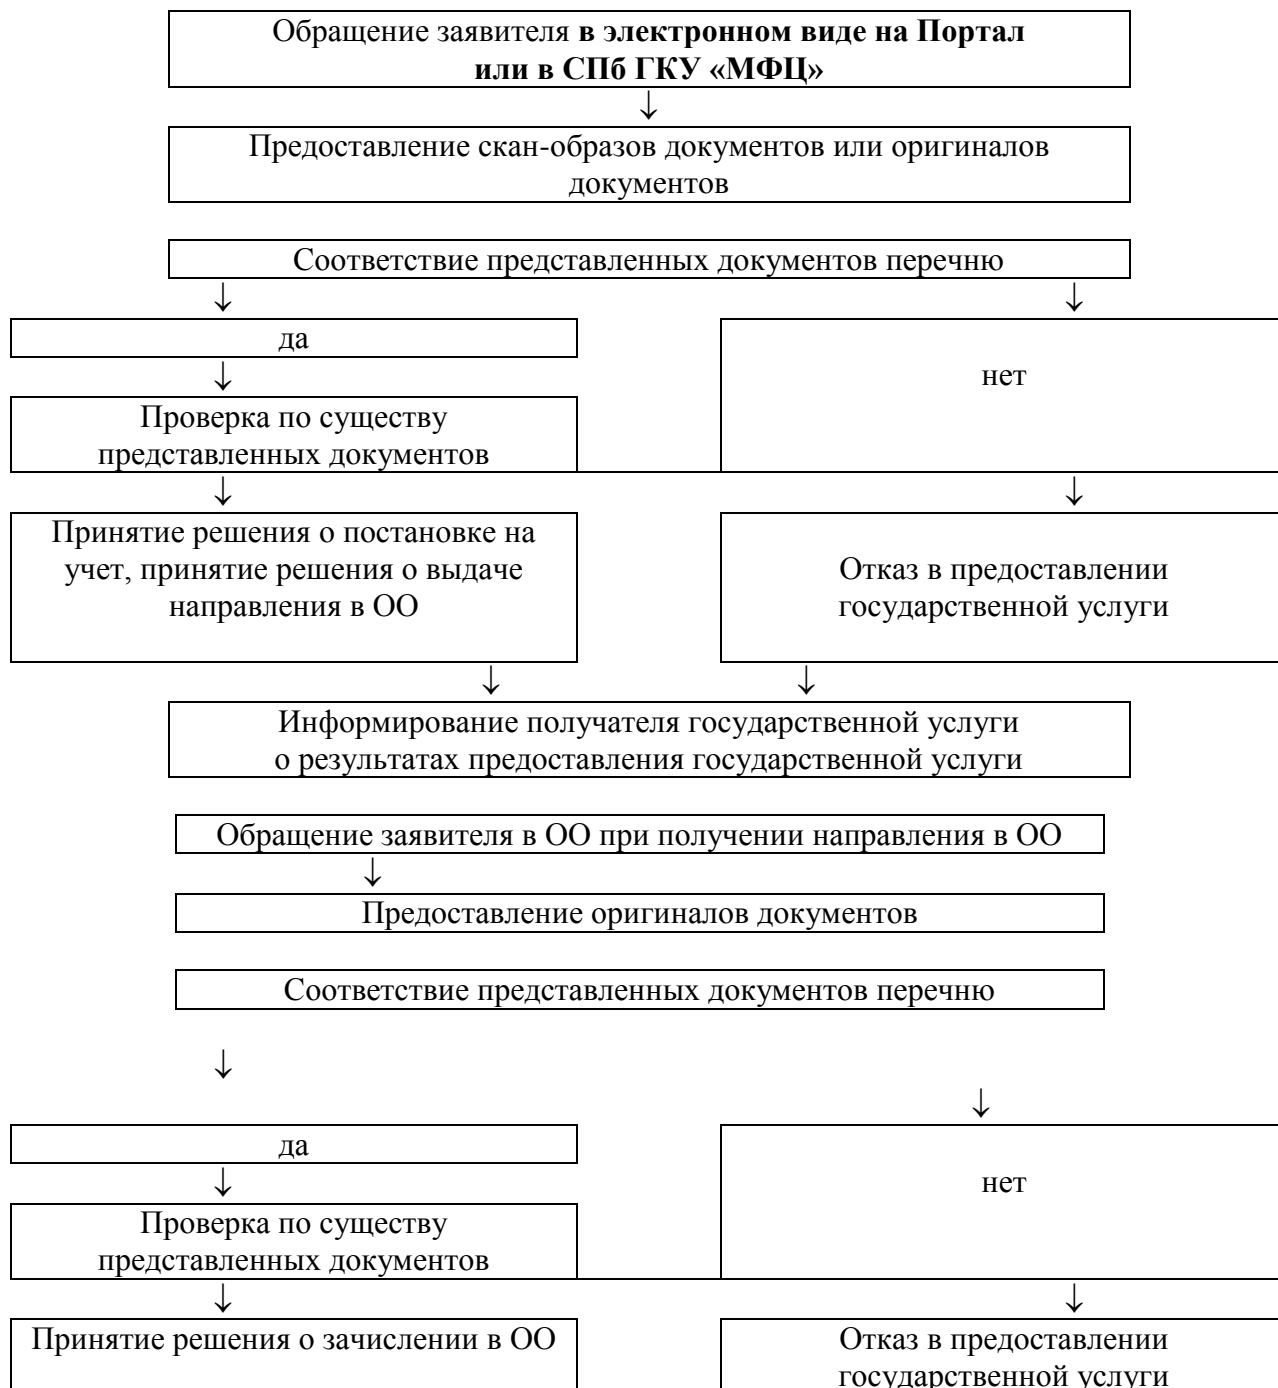 Обращение заявителя в электронном виде на Портал
или в СПб ГКУ «МФЦ»
↓
Предоставление скан-образов документов или оригиналов
документов
Соответствие представленных документов перечню
↓ ↓
да
нет
↓
Проверка по существу
представленных документов
↓ ↓
Принятие решения о постановке на
учет, принятие решения о выдаче
направления в ОО
Отказ в предоставлении
государственной услуги
↓ ↓
Информирование получателя государственной услуги
о результатах предоставления государственной услуги
Обращение заявителя в ОО при получении направления в ОО
↓
Предоставление оригиналов документов
Соответствие представленных документов перечню
↓
↓
да
нет
↓
Проверка по существу
представленных документов
↓ ↓
Принятие решения о зачислении в ОО
Отказ в предоставлении
государственной услуги